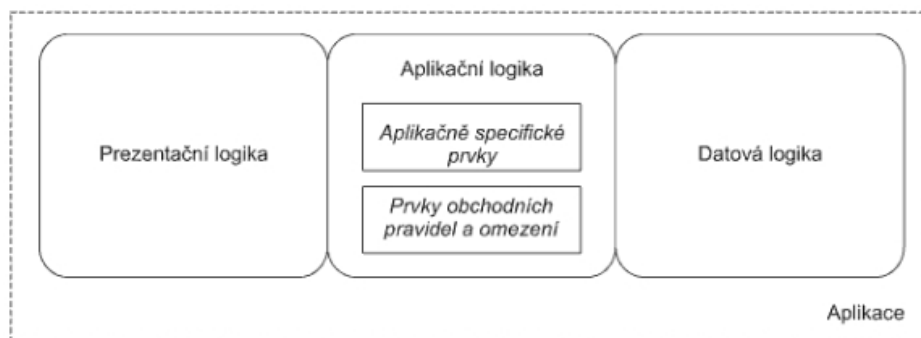 Prezentační logika
Aplikační logika
Aplikačně specifické
prvky
Prvky obchodních
pravidel a omezení
Datová logika
Aplikace